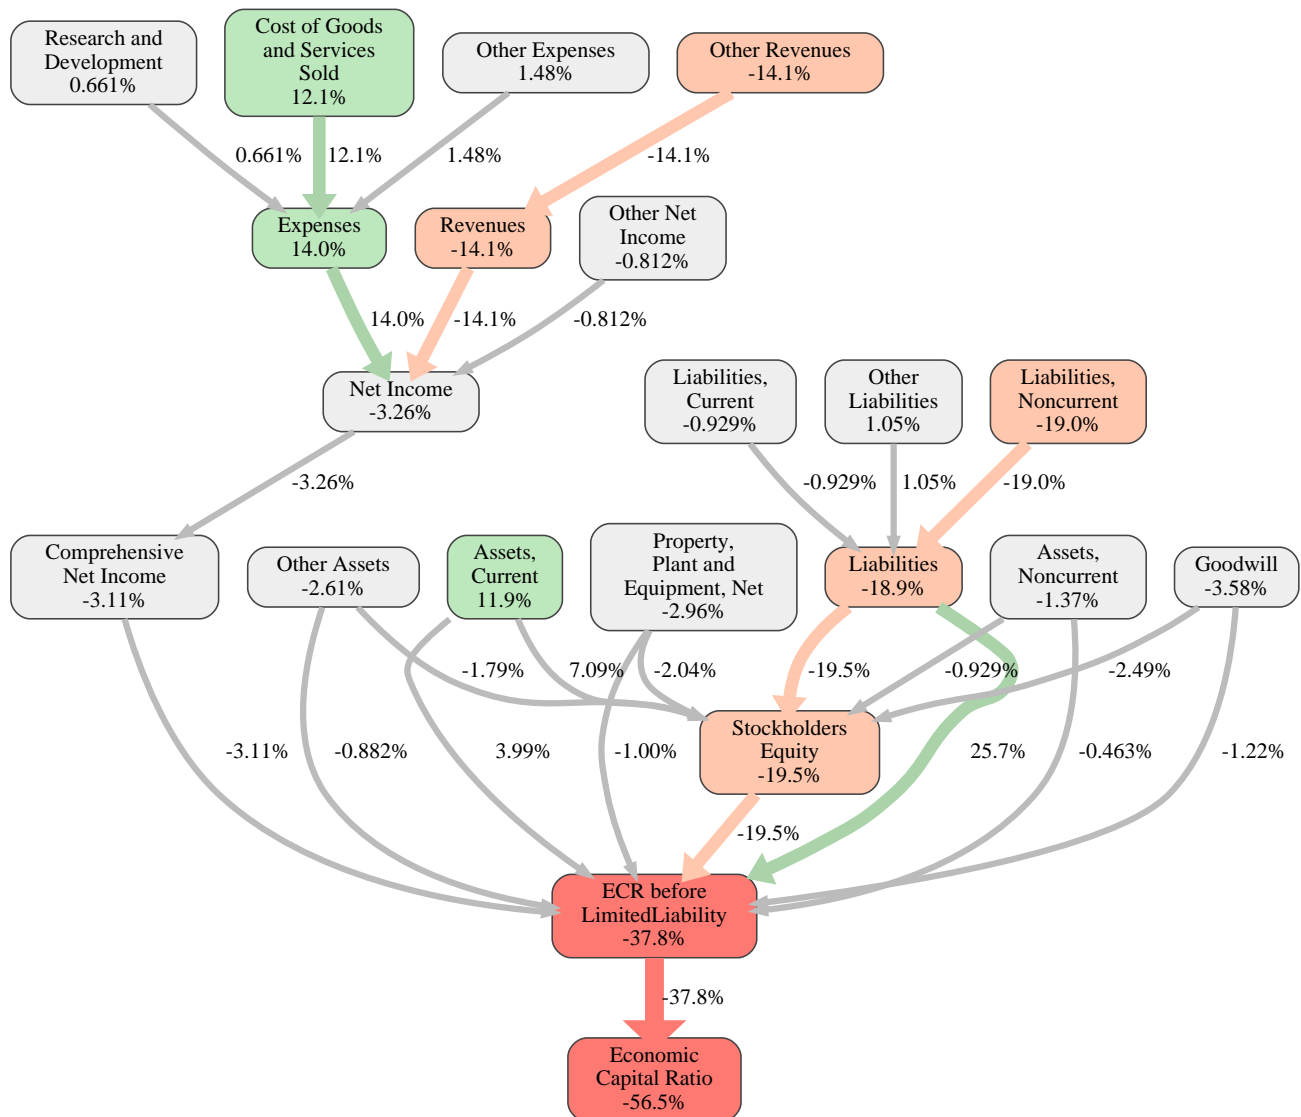 Research and
Development
0.661%
Cost of Goods
and Services
Sold
12.1%
Other Expenses
1.48%
Other Revenues
-14.1%
0.661%
12.1%
1.48%
-14.1%
Expenses
14.0%
Revenues
-14.1%
Other Net
Income
-0.812%
14.0%
-14.1%
-0.812%
Net Income
-3.26%
Liabilities,
Current
-0.929%
Other
Liabilities
1.05%
Liabilities,
Noncurrent
-19.0%
-3.26%
-0.929%
1.05%
-19.0%
Comprehensive
Net Income
-3.11%
Other Assets
-2.61%
Assets,
Current
11.9%
Property,
Plant and
Equipment, Net
-2.96%
Liabilities
-18.9%
Assets,
Noncurrent
-1.37%
Goodwill
-3.58%
-1.79%
7.09%
-2.04%
-19.5%
-0.929%
-2.49%
Stockholders
Equity
-19.5%
-3.11%
-0.882%
3.99%
-1.00%
25.7%
-0.463%
-1.22%
-19.5%
ECR before
LimitedLiability
-37.8%
-37.8%
Economic
Capital Ratio
-56.5%